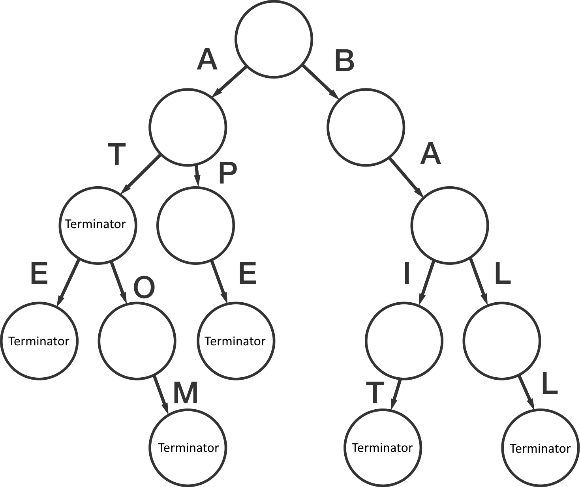 A B
T P A
Terminator
E O E I L
Terminator Terminator
M T L
Terminator Terminator Terminator